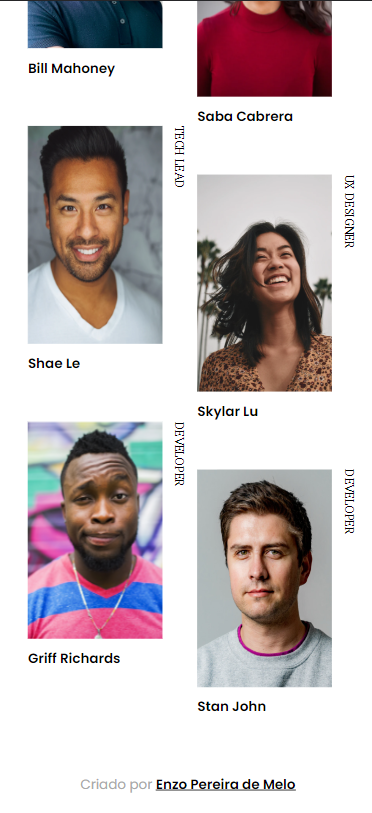 Bill Mahoney
Saba Cabrera
TECH LEAD
Shae Le
UX DESIGNER
Skylar Lu
DEVELOPER
Griff Richards
DEVELOPER
Stan John
Criado por Enzo Pereira de Melo